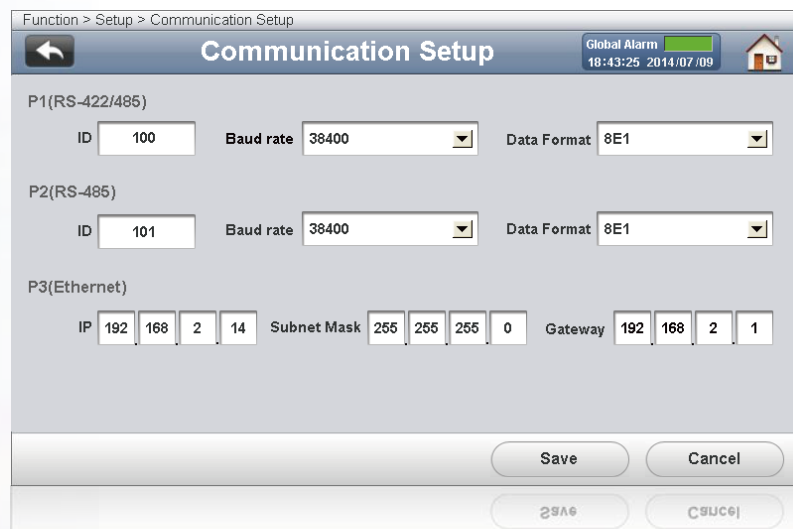 Function > Setup > Communication Setup
Communication Setup
Global Alarm
18:43:25 2014/07/09
P1(RS-422/485)
ID 100 Baud rate 38400 Data Format 8E1
P2(RS-485)
ID 101 Baud rate 38400 Data Format 8E1
P3(Ethernet)
IP 192 . 168 . 2 . 14 Subnet Mask 255 . 255 . 255 . 0 Gateway 192 . 168 . 2 . 1
Save Cancel